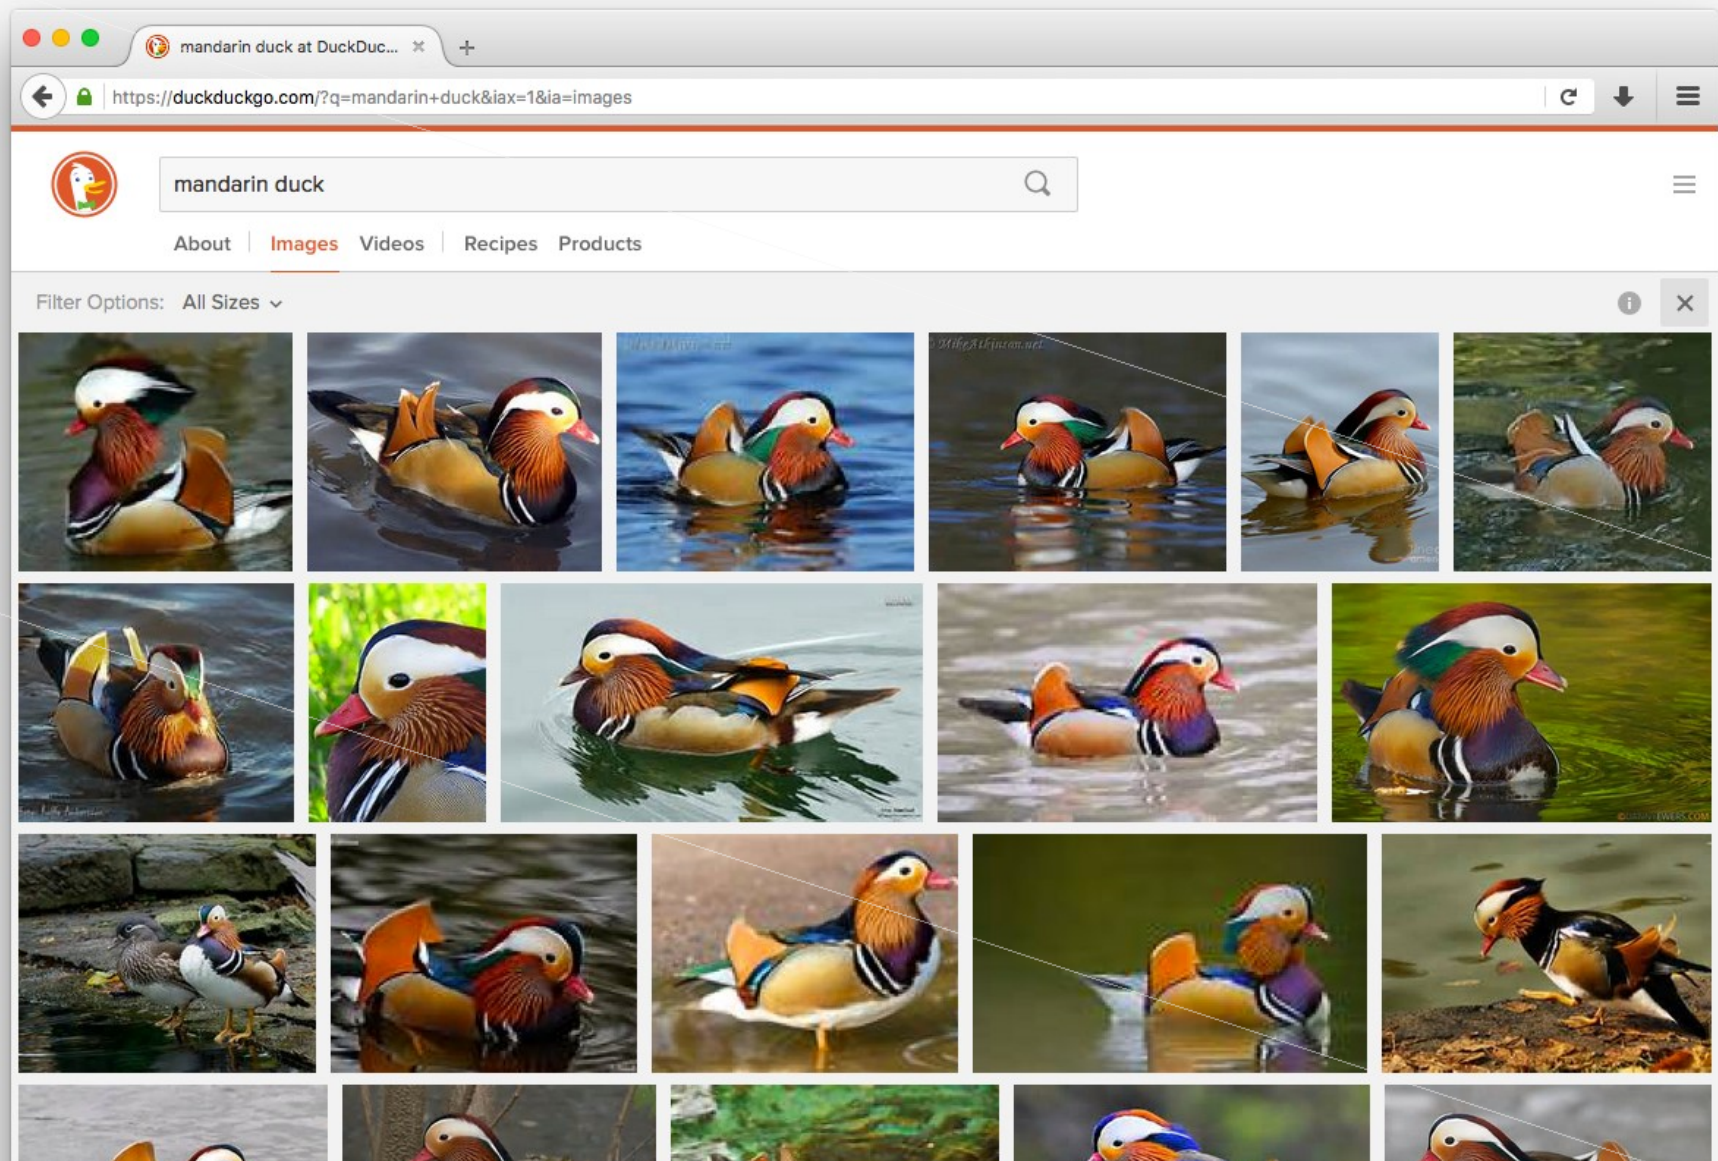 mandarin duck at DuckDuc...
https://duckduckgo.com/?q=mandarin+duck&iax=1&ia=images
mandarin duck
About Images Videos Recipes Products
Filter Options: All Sizes
© MikeAtkinson.net